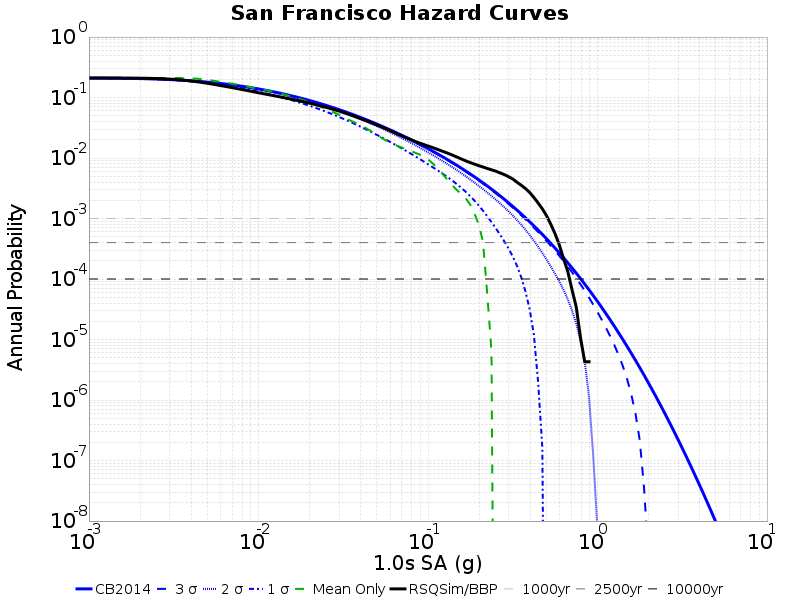 San Francisco Hazard Curves
Annual Probability
10^0
10^-1
10^-2
10^-3
10^-4
10^-5
10^-6
10^-7
10^-8
10^-3 10^-2 10^-1 10^0 10^1
1.0s SA (g)
CB2014 3 σ 2 σ 1 σ Mean Only RSQSim/BBP 1000yr 2500yr 10000yr